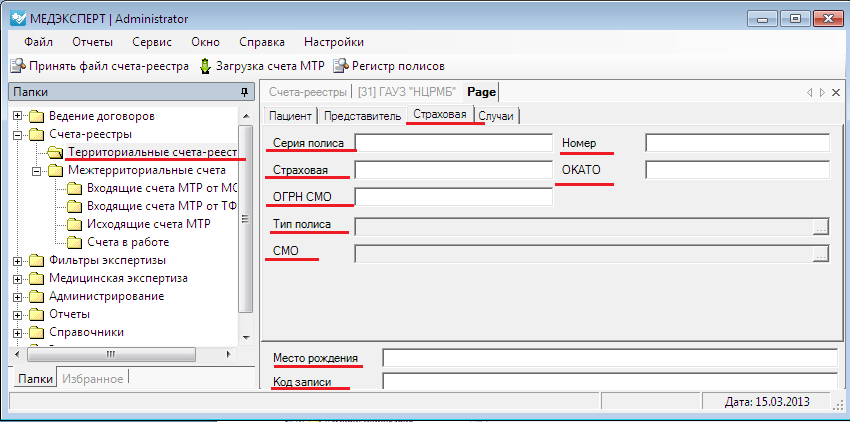 МЕДЭКСПЕРТ | Administrator
Файл Отчеты Сервис Окно Справка Настройки
Принять файл счета-реестра Загрузка счета МТР Регистр полисов
Папки
Ведение договоров
Счета-реестры
Территориальные счета-реест
Межтерриториальные счета
Входящие счета МТР от МО
Входящие счета МТР от ТФ
Исходящие счета МТР
Счета в работе
Фильтры экспертизы
Медицинская экспертиза
Администрирование
Отчеты
Справочники
Папки Избранное
Счета-реестры [31] ГАУЗ "НЦРМБ" Page
Пациент Представитель Страховая Случаи
Серия полиса Номер
Страховая ОКАТО
ОГРН СМО
Тип полиса ...
СМО ...
Место рождения
Код записи
Дата: 15.03.2013